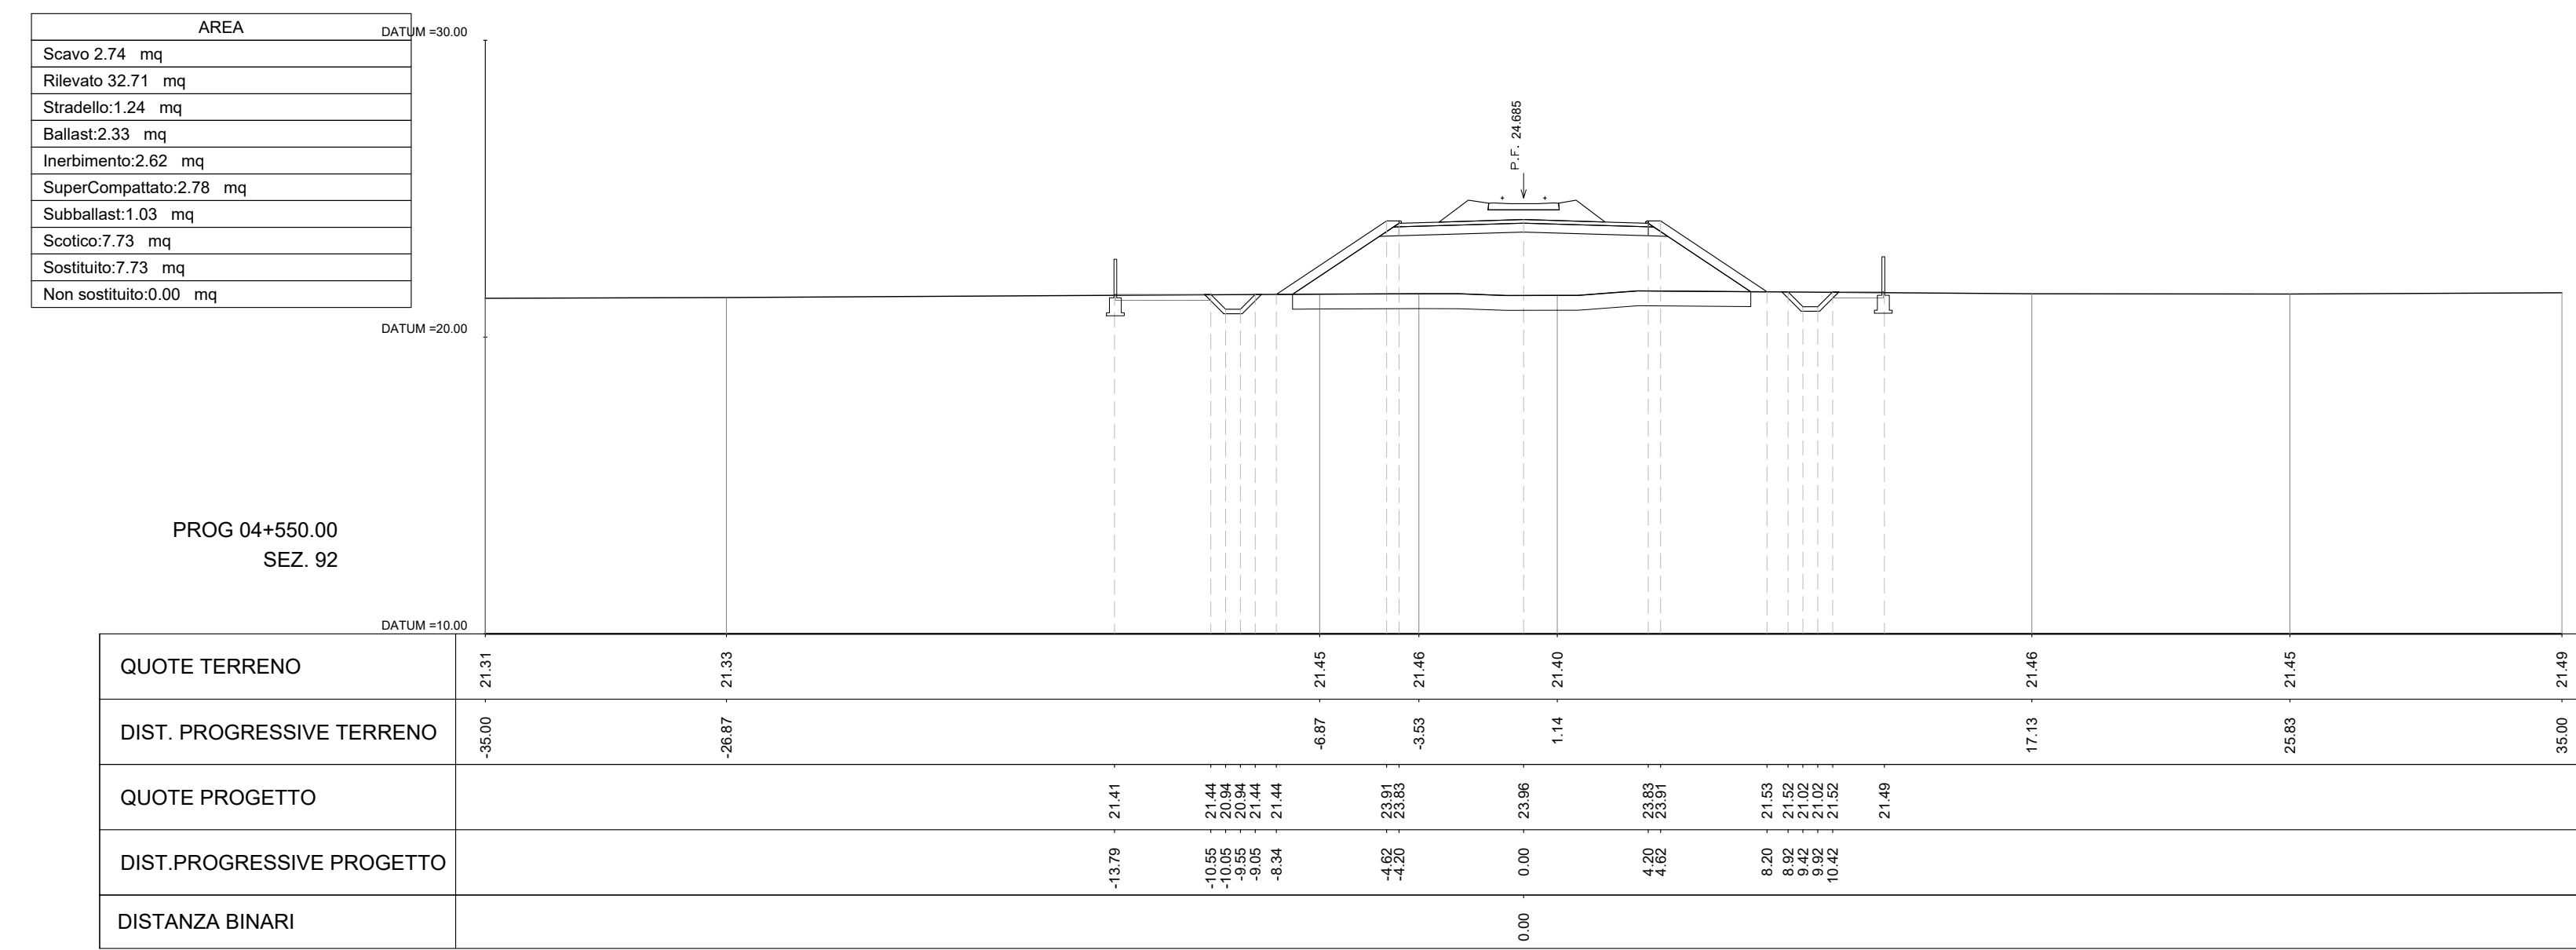 AREA
Scavo 2.74 mq
Rilevato 32.71 mq
Stradello:1.24 mq
Ballast:2.33 mq
Inerbimento:2.62 mq
SuperCompattato:2.78 mq
Subballast:1.03 mq
Scotico:7.73 mq
Sostituito:7.73 mq
Non sostituito:0.00 mq
DATUM =30.00
P.F. 24.685
DATUM =20.00
PROG 04+550.00
SEZ. 92
DATUM =10.00
QUOTE TERRENO 21.31 21.33 21.45 21.46 21.40 21.46 21.45 21.49
DIST. PROGRESSIVE TERRENO -35.00 -26.87 -6.87 -3.53 1.14 17.13 25.83 35.00
QUOTE PROGETTO 21.41 21.44 20.94 20.94 21.44 21.44 23.91 23.83 23.96 23.83 23.91 21.53 21.52 21.02 21.02 21.52 21.49
DIST.PROGRESSIVE PROGETTO -13.79 -10.55 -10.05 -9.55 -9.05 -8.34 -4.62 -4.20 0.00 4.20 4.62 8.20 8.92 9.42 9.92 10.42
DISTANZA BINARI 0.00